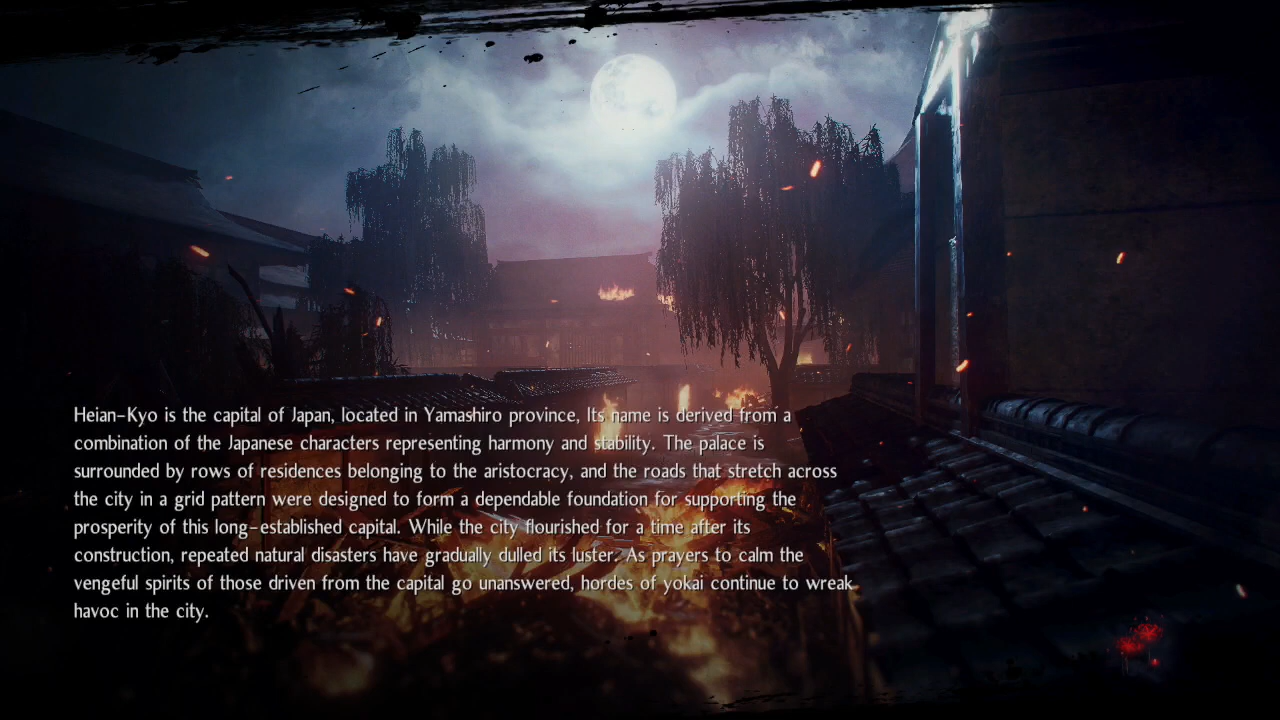 Heian-Kyo is the capital of Japan, located in Yamashiro province, Its name is derived from a
combination of the Japanese characters representing harmony and stability. The palace is
surrounded by rows of residences belonging to the aristocracy, and the roads that stretch across
the city in a grid pattern were designed to form a dependable foundation for supporting the
prosperity of this long-established capital. While the city flourished for a time after its
construction, repeated natural disasters have gradually dulled its luster. As prayers to calm the
vengeful spirits of those driven from the capital go unanswered, hordes of yokai continue to wreak
havoc in the city.